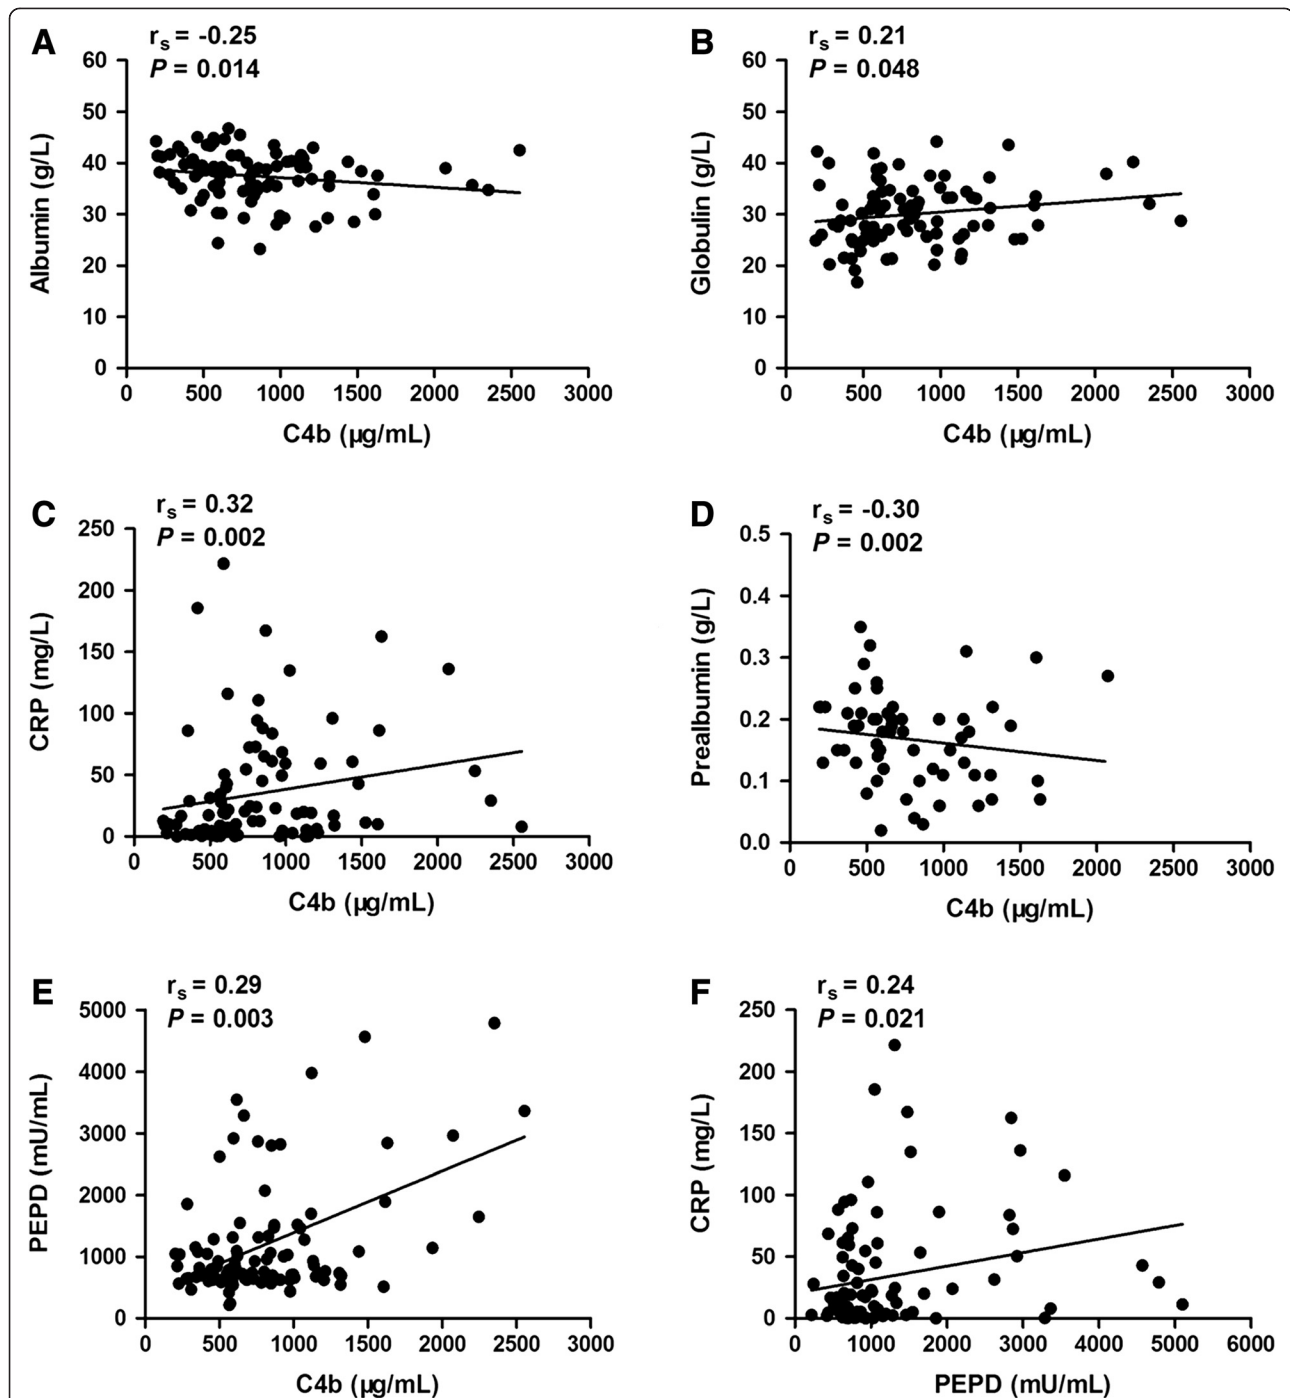 A
r_s = -0.25
P = 0.014
Albumin (g/L)
60
50
40
30
20
10
0
0 500 1000 1500 2000 2500 3000
C4b (µg/mL)
B
r_s = 0.21
P = 0.048
Globulin (g/L)
60
50
40
30
20
10
0
0 500 1000 1500 2000 2500 3000
C4b (µg/mL)
C
r_s = 0.32
P = 0.002
CRP (mg/L)
250
200
150
100
50
0
0 500 1000 1500 2000 2500 3000
C4b (µg/mL)
D
r_s = -0.30
P = 0.002
Prealbumin (g/L)
0.5
0.4
0.3
0.2
0.1
0.0
0 500 1000 1500 2000 2500 3000
C4b (µg/mL)
E
r_s = 0.29
P = 0.003
PEPD (mU/mL)
5000
4000
3000
2000
1000
0
0 500 1000 1500 2000 2500 3000
C4b (µg/mL)
F
r_s = 0.24
P = 0.021
CRP (mg/L)
250
200
150
100
50
0
0 1000 2000 3000 4000 5000 6000
PEPD (mU/mL)